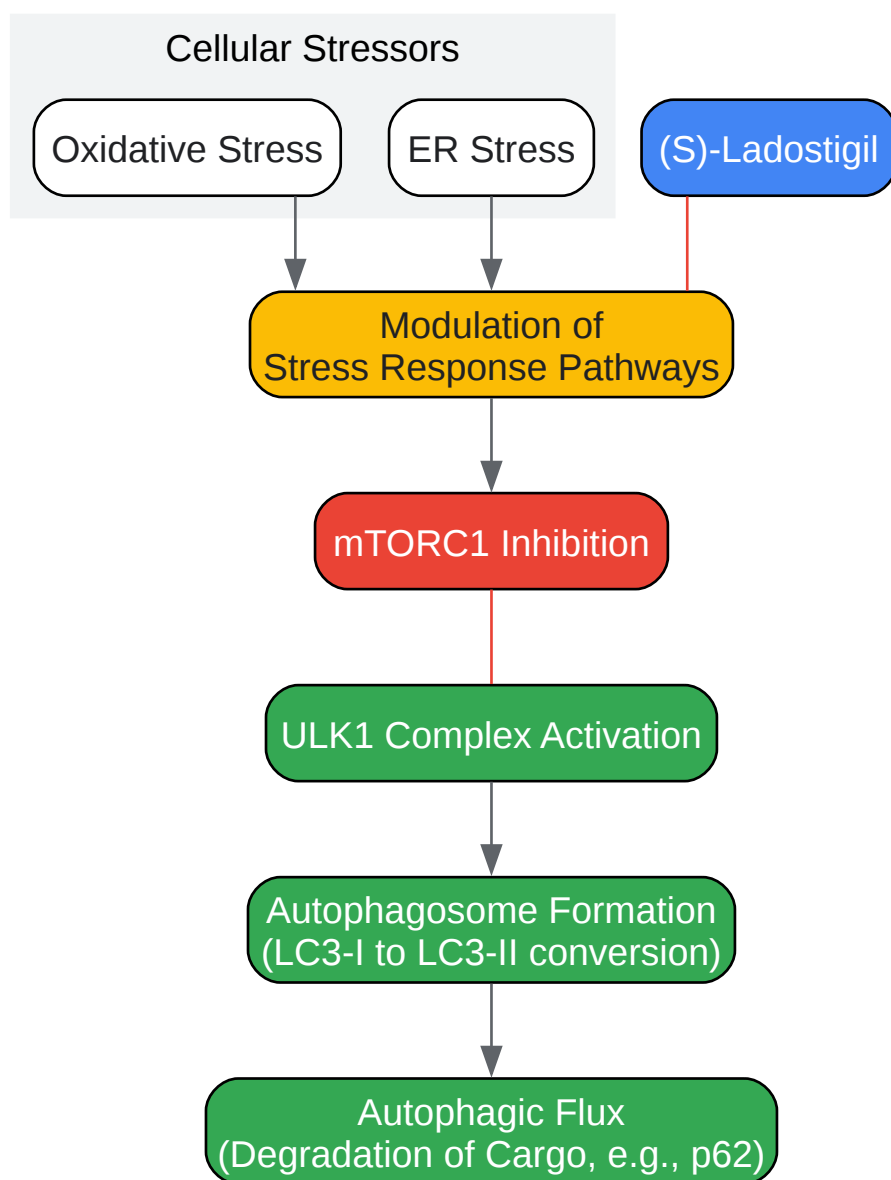 Cellular Stressors
Oxidative Stress
ER Stress
(S)-Ladostigil
Modulation of
Stress Response Pathways
mTORC1 Inhibition
ULK1 Complex Activation
Autophagosome Formation
(LC3-I to LC3-II conversion)
Autophagic Flux
(Degradation of Cargo, e.g., p62)